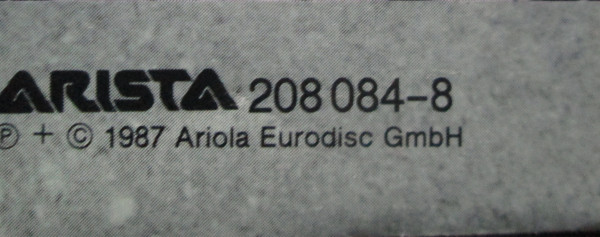 ARISTA 208 084-8
℗ + © 1987 Ariola Eurodisc GmbH